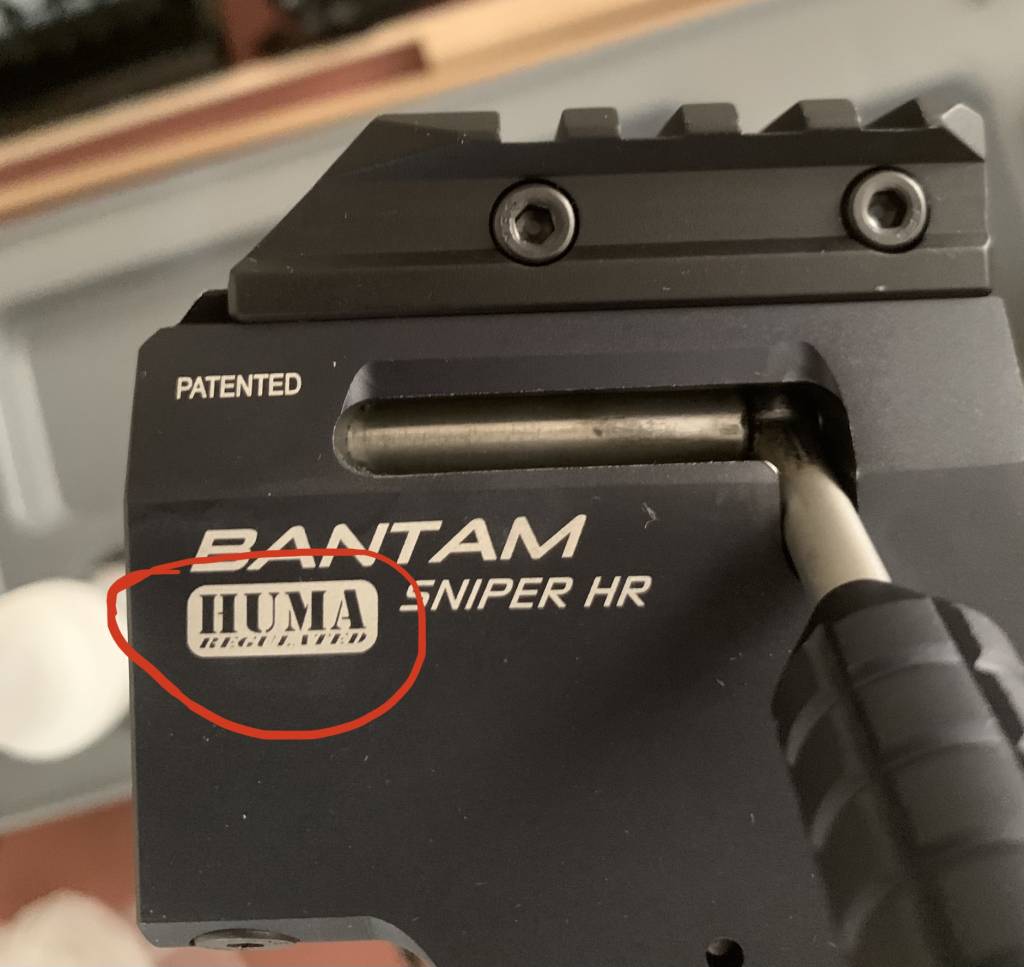 PATENTED
BANTAM
SNIPER HR
HUMA
REGULATED